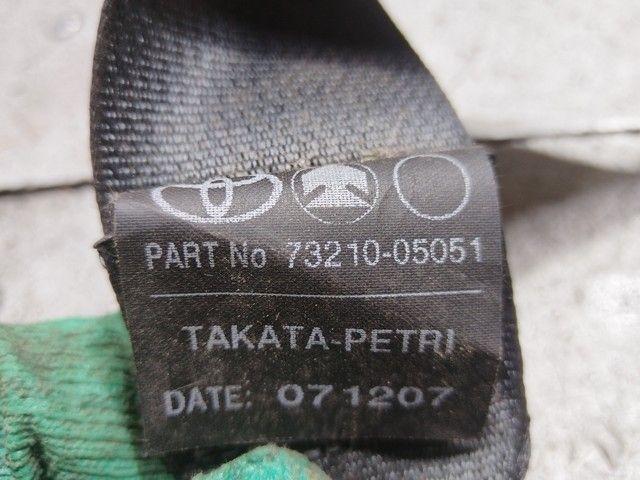 PART No 73210-05051
TAKATA-PETRI
DATE: 071207